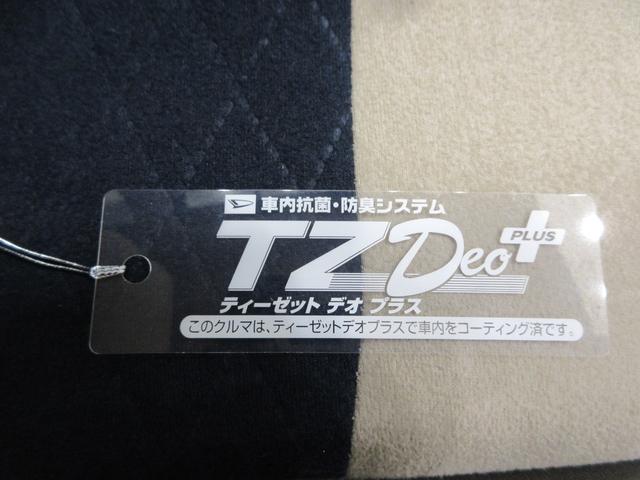 車内抗菌・防臭システム
TZ Deo PLUS
ティーゼット デオ プラス
このクルマは、ティーゼットデオプラスで車内をコーティング済です。